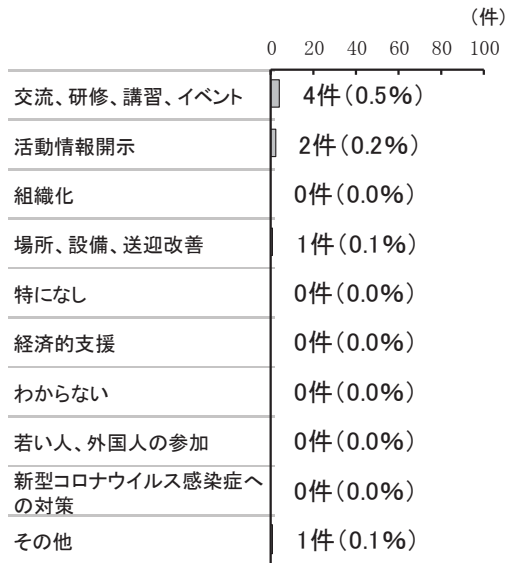 (件)
0 20 40 60 80 100
交流、研修、講習、イベント 4件(0.5%)
活動情報開示 2件(0.2%)
組織化 0件(0.0%)
場所、設備、送迎改善 1件(0.1%)
特になし 0件(0.0%)
経済的支援 0件(0.0%)
わからない 0件(0.0%)
若い人、外国人の参加 0件(0.0%)
新型コロナウイルス感染症へ
の対策 0件(0.0%)
その他 1件(0.1%)